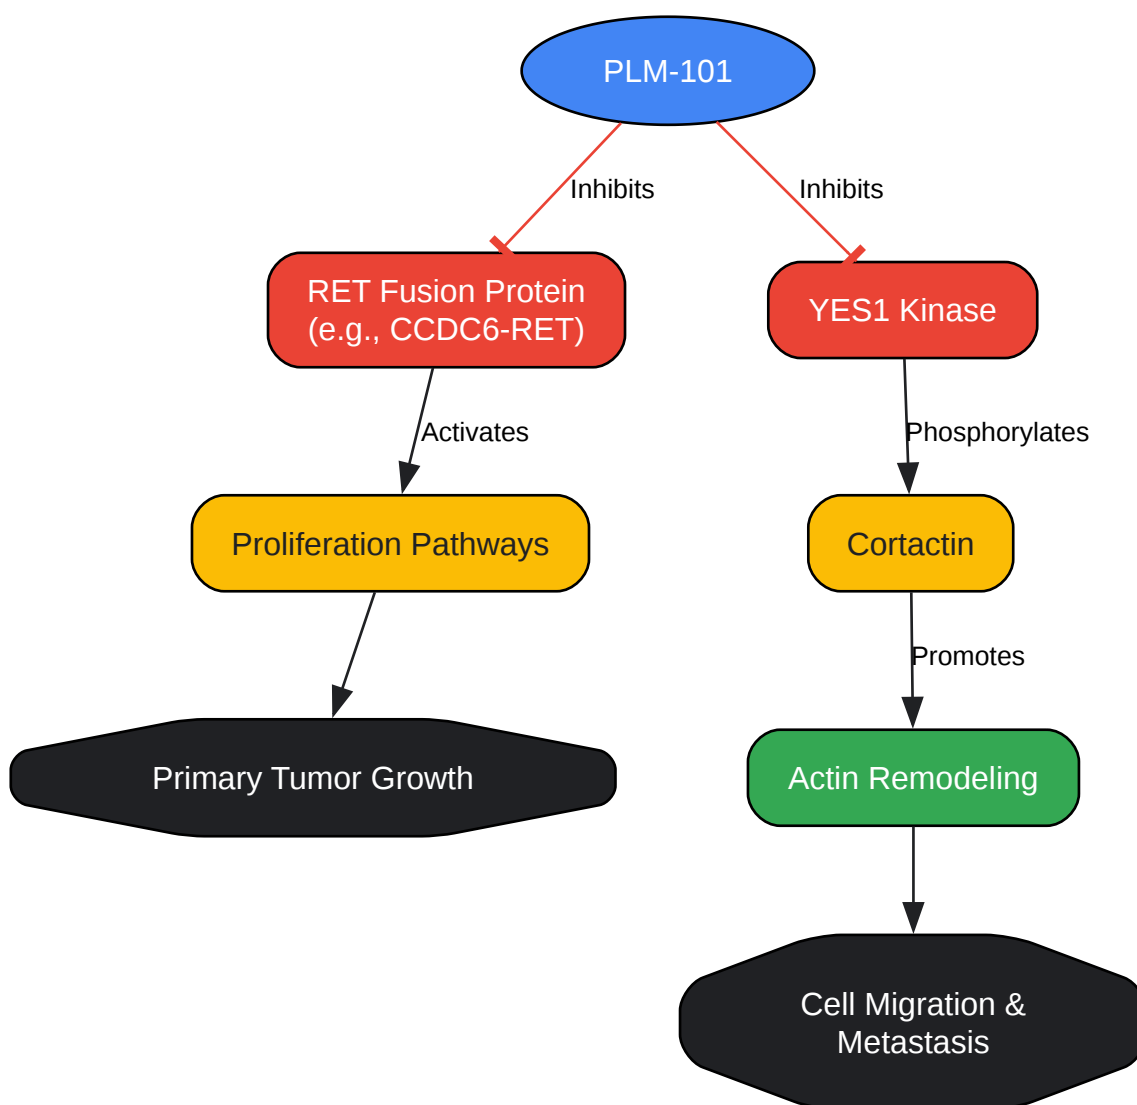 PLM-101
Inhibits
Inhibits
RET Fusion Protein
(e.g., CCDC6-RET)
YES1 Kinase
Activates
Phosphorylates
Proliferation Pathways
Cortactin
Promotes
Primary Tumor Growth
Actin Remodeling
Cell Migration &
Metastasis